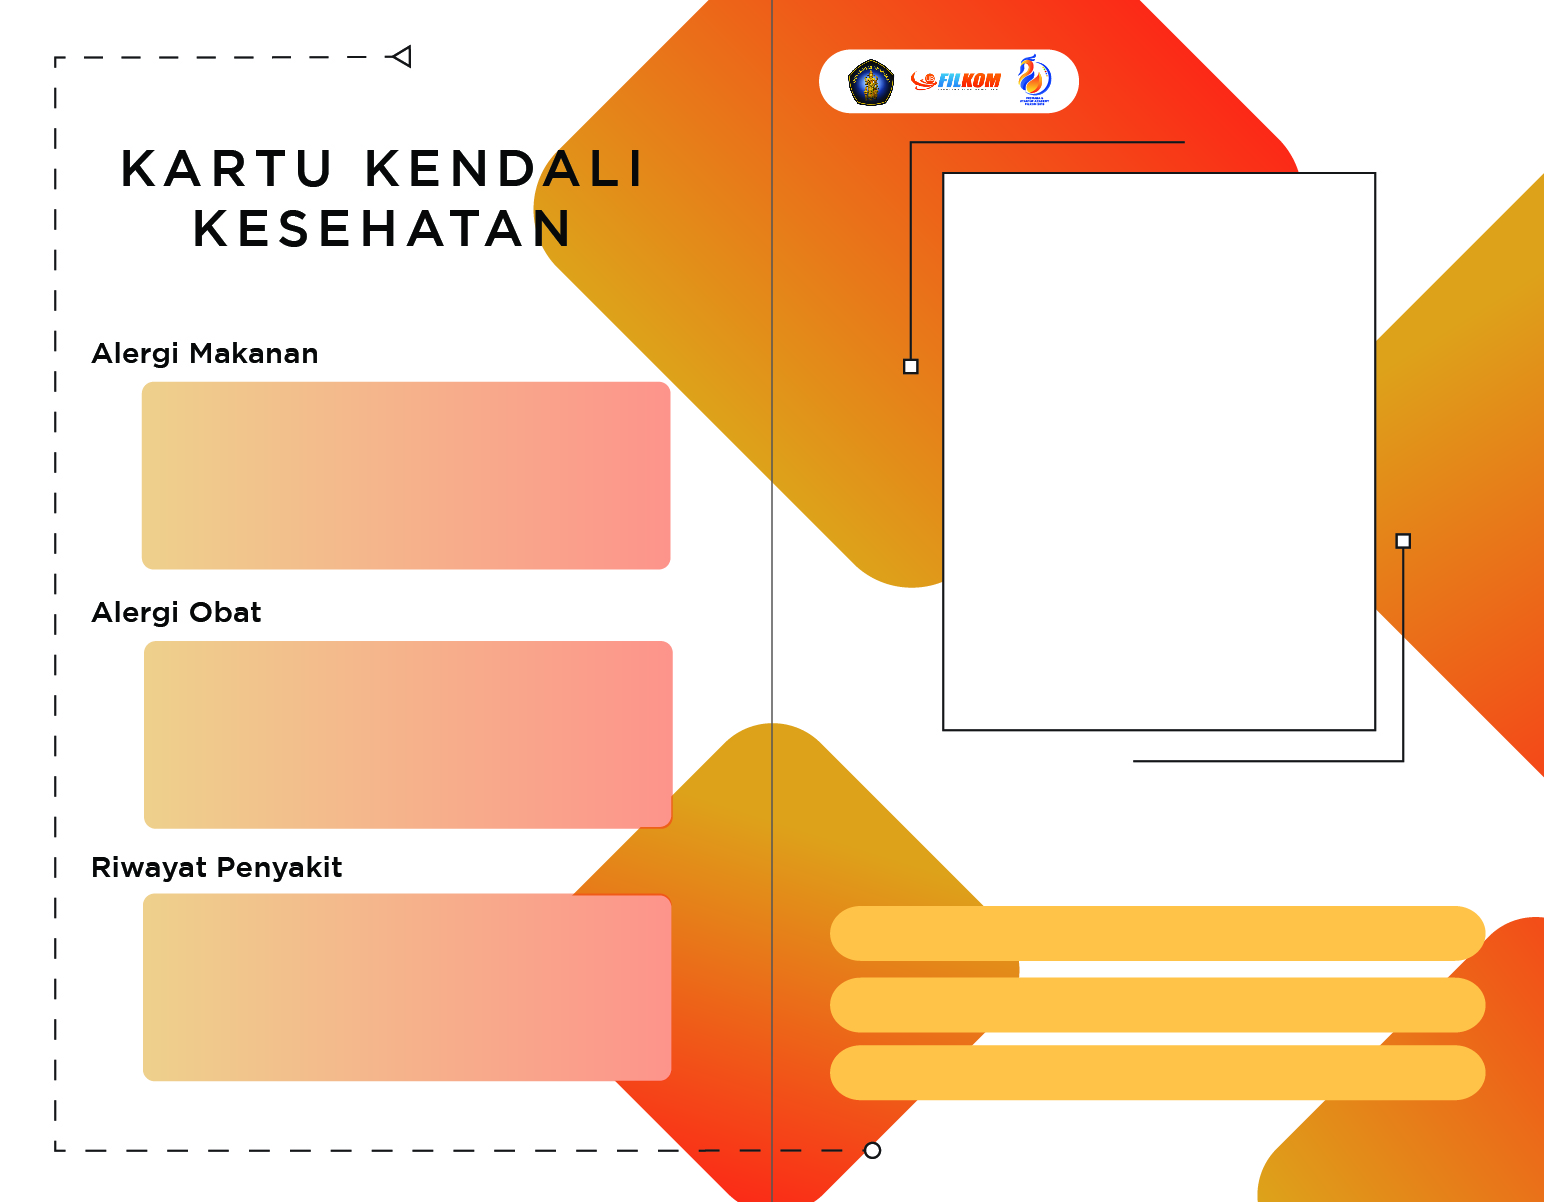 KARTU KENDALI
KESEHATAN
Alergi Makanan
Alergi Obat
Riwayat Penyakit
FILKOM